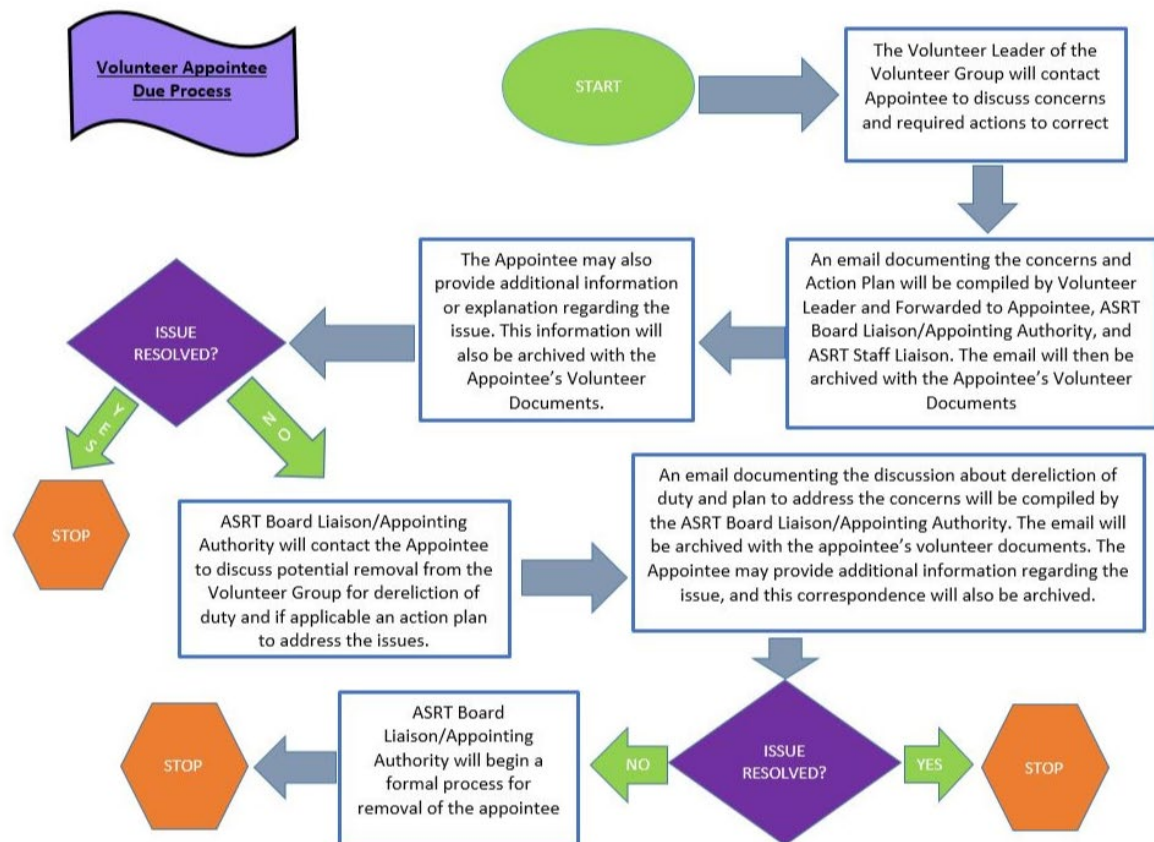 Volunteer Appointee
Due Process
START
The Volunteer Leader of the
Volunteer Group will contact
Appointee to discuss concerns
and required actions to correct
An email documenting the concerns and
Action Plan will be compiled by Volunteer
Leader and Forwarded to Appointee, ASRT
Board Liaison/Appointing Authority, and
ASRT Staff Liaison. The email will then be
archived with the Appointee’s Volunteer
Documents
The Appointee may also
provide additional information
or explanation regarding the
issue. This information will
also be archived with the
Appointee’s Volunteer
Documents.
ISSUE
RESOLVED?
YES
STOP
NO
ASRT Board Liaison/Appointing
Authority will contact the Appointee
to discuss potential removal from the
Volunteer Group for dereliction of
duty and if applicable an action plan
to address the issues.
An email documenting the discussion about dereliction of
duty and plan to address the concerns will be compiled by
the ASRT Board Liaison/Appointing Authority. The email will
be archived with the appointee’s volunteer documents. The
Appointee may provide additional information regarding the
issue, and this correspondence will also be archived.
ISSUE
RESOLVED?
YES
STOP
NO
ASRT Board
Liaison/Appointing
Authority will begin a
formal process for
removal of the appointee
STOP